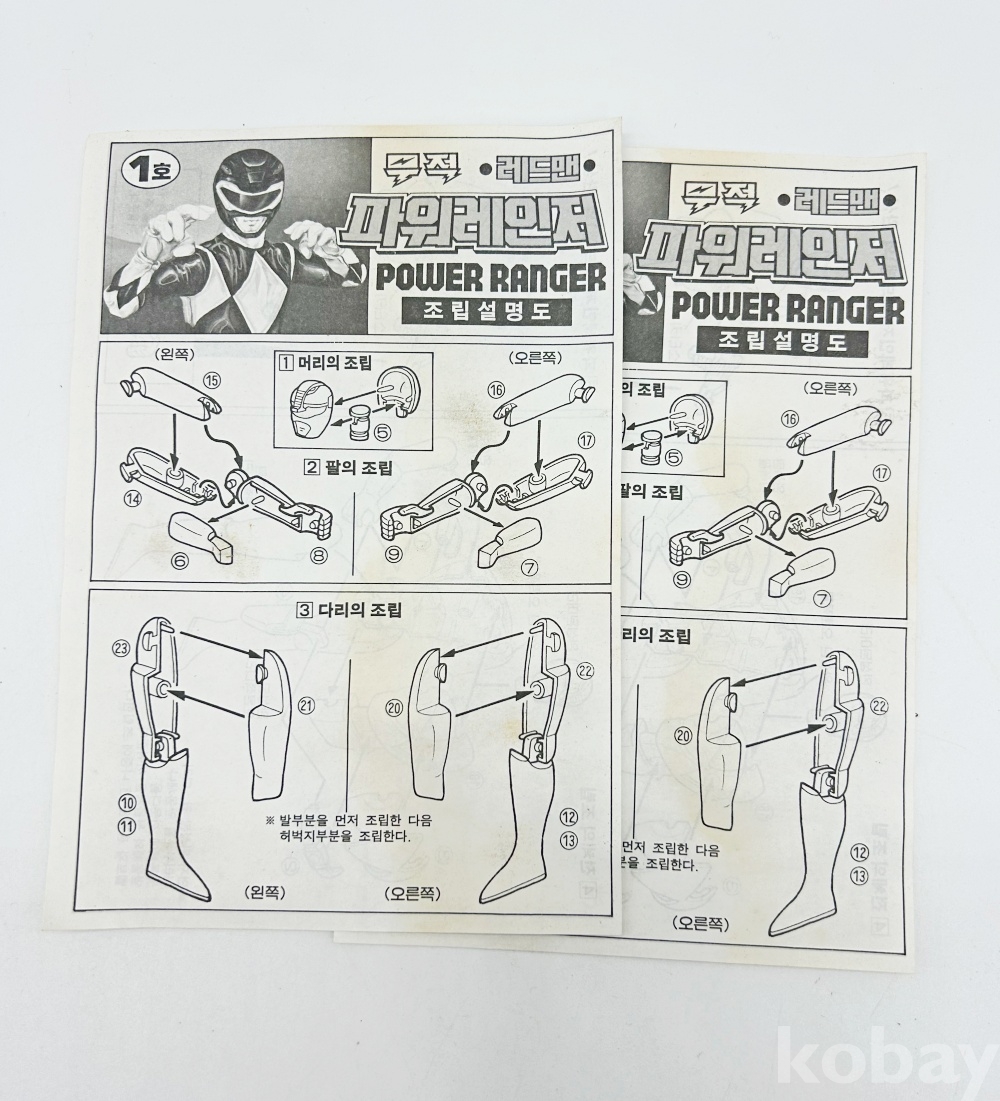 1호
무적 •레드맨•
파워레인저
POWER RANGER
조립설명도
(왼쪽)
1 머리의 조립
(오른쪽)
⑮
⑯
⑤
2 팔의 조립
⑰
⑭
⑥
⑧
⑨
⑦
3 다리의 조립
㉓
㉒
㉑
⑳
⑩
⑪
⑫
⑬
※ 발부분을 먼저 조립한 다음
허벅지부분을 조립한다.
(왼쪽)
(오른쪽)
무적 •레드맨•
파워레인저
POWER RANGER
조립설명도
의 조립
(오른쪽)
⑯
⑤
⑰
팔의 조립
⑨
⑦
리의 조립
㉒
⑳
먼저 조립한 다음
분을 조립한다.
⑫
⑬
(오른쪽)
kobay